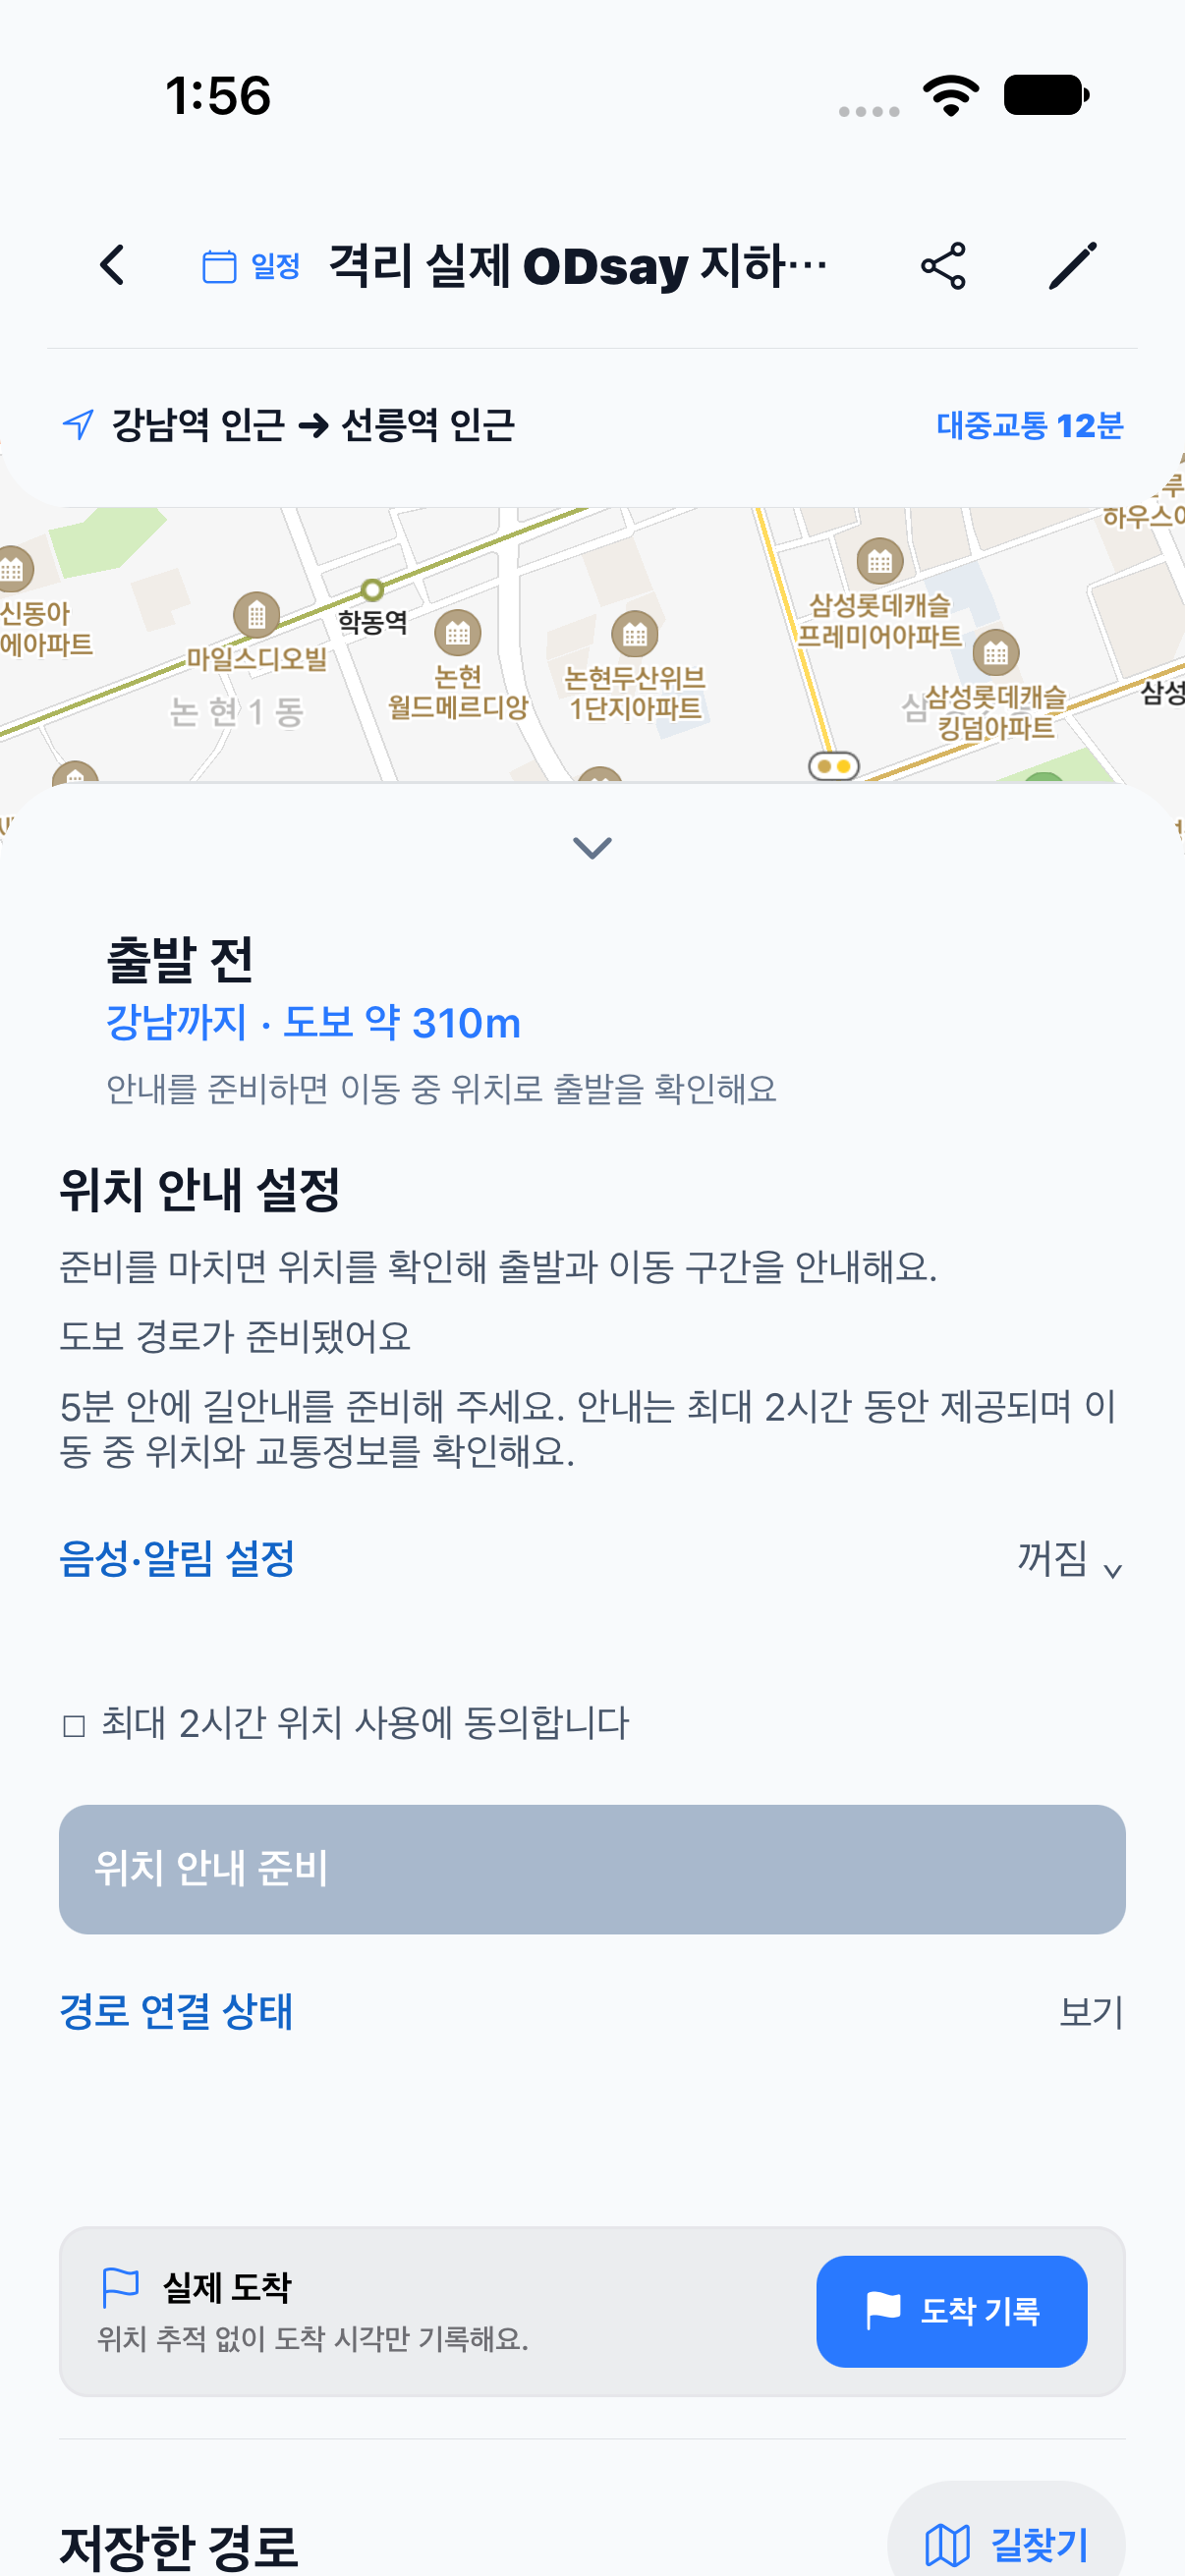 1:56
일정 격리 실제 ODsay 지하…
강남역 인근 → 선릉역 인근
대중교통 12분
하우스
신동아
에아파트
마일스디오빌
학동역
논현
월드메르디앙
논현두산위브
1단지아파트
삼성롯데캐슬
프레미어아파트
삼성롯데캐슬
킹덤아파트
삼성
논현1동
출발 전
강남까지 · 도보 약 310m
안내를 준비하면 이동 중 위치로 출발을 확인해요
위치 안내 설정
준비를 마치면 위치를 확인해 출발과 이동 구간을 안내해요.
도보 경로가 준비됐어요
5분 안에 길안내를 준비해 주세요. 안내는 최대 2시간 동안 제공되며 이
동 중 위치와 교통정보를 확인해요.
음성·알림 설정
꺼짐
□ 최대 2시간 위치 사용에 동의합니다
위치 안내 준비
경로 연결 상태
보기
실제 도착
위치 추적 없이 도착 시각만 기록해요.
도착 기록
저장한 경로
길찾기